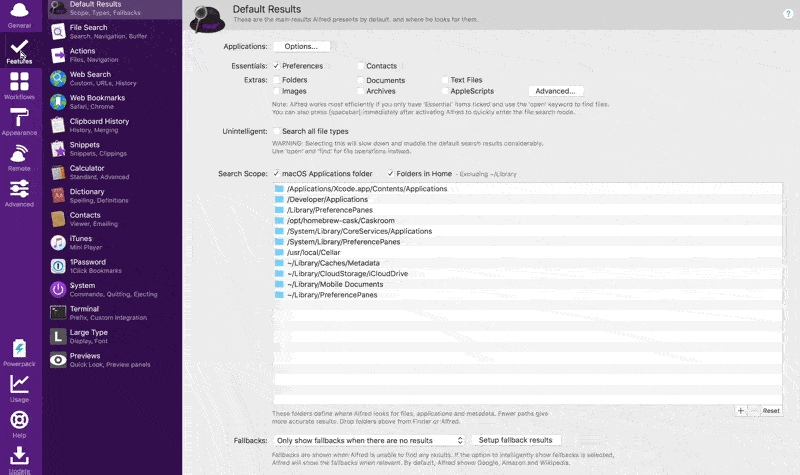 General
Features
Workflows
Appearance
Remote
Advanced
Powerpack
Usage
Help
Update
Default Results
Scope, Types, Fallbacks
File Search
Search, Navigation, Buffer
Actions
Files, Navigation
Web Search
Custom, URLs, History
Web Bookmarks
Safari, Chrome
Clipboard History
History, Merging
Snippets
Snippets, Clippings
Calculator
Standard, Advanced
Dictionary
Spelling, Definitions
Contacts
Viewer, Emailing
iTunes
Mini Player
1Password
1Click Bookmarks
System
Commands, Quitting, Ejecting
Terminal
Prefix, Custom Integration
L
Large Type
Display, Font
Previews
Quick Look, Preview panels
Default Results
These are the main results Alfred presents by default, and where he looks for them.
?
Applications: Options...
Essentials: Preferences Contacts
Extras: Folders Documents Text Files
Images Archives AppleScripts Advanced...
Note: Alfred works most efficiently if you only have 'Essential' items ticked and use the 'open' keyword to find files.
You can also press [spacebar] immediately after activating Alfred to quickly enter the file search mode.
Unintelligent: Search all file types
WARNING: Selecting this will slow down and muddle the default search results considerably.
Use 'open' and 'find' for file operations instead.
Search Scope: macOS Applications folder Folders in Home - Excluding ~/Library
/Applications/Xcode.app/Contents/Applications
/Developer/Applications
/Library/PreferencePanes
/opt/homebrew-cask/Caskroom
/System/Library/CoreServices/Applications
/System/Library/PreferencePanes
/usr/local/Cellar
~/Library/Caches/Metadata
~/Library/CloudStorage/iCloudDrive
~/Library/Mobile Documents
~/Library/PreferencePanes
+ - Reset
These folders define where Alfred looks for files, applications and metadata. Fewer paths give
more accurate results. Drop folders above from Finder or Alfred.
Fallbacks: Only show fallbacks when there are no results Setup fallback results
Fallbacks are shown when Alfred is unable to find any results. If the option to intelligently show fallbacks is selected,
Alfred will show the fallbacks when relevant. By default, Alfred shows Google, Amazon and Wikipedia.